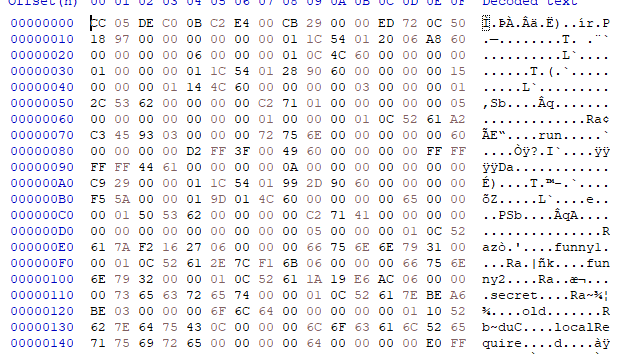 Offset(h) 00 01 02 03 04 05 06 07 08 09 0A 0B 0C 0D 0E 0F Decoded text
00000000 CC 05 DE C0 0B C2 E4 00 CB 29 00 00 ED 72 0C 50 Ì.ÞÀ.Âä.Ë)..ír.P
00000010 18 97 00 00 00 00 00 00 01 1C 54 01 20 06 A8 60 .—........T. .¨`
00000020 00 00 00 00 06 00 00 00 01 0C 4C 60 00 00 00 00 ..........L`....
00000030 01 00 00 00 01 1C 54 01 28 90 60 00 00 00 00 15 ......T.(.`.....
00000040 00 00 00 01 14 4C 60 00 00 00 00 03 00 00 00 01 .....L`.........
00000050 2C 53 62 00 00 00 00 C2 71 01 00 00 00 00 00 05 ,Sb....Âq.......
00000060 00 00 00 00 00 00 00 01 00 00 01 0C 52 61 A2 ............Ra¢
00000070 C3 45 93 03 00 00 00 72 75 6E 00 00 00 00 00 60 ÃE“....run.....`
00000080 00 00 00 D2 FF 3F 00 49 60 00 00 00 00 FF FF ....Òÿ?.I`....ÿÿ
00000090 FF FF 44 61 00 00 00 00 0A 00 00 00 00 00 00 00 ÿÿDa............
000000A0 C9 29 00 00 01 1C 54 01 99 2D 90 60 00 00 00 00 É)....T.™-.`....
000000B0 F5 5A 00 00 01 9D 01 4C 60 00 00 00 00 65 00 00 õZ.....L`....e..
000000C0 00 01 50 53 62 00 00 00 00 C2 71 41 00 00 00 00 ..PSb....ÂqA....
000000D0 00 00 00 00 00 00 00 05 00 00 00 00 01 0C 52 ...............R
000000E0 61 7A F2 16 27 06 00 00 00 66 75 6E 6E 79 31 00 azò.'....funny1.
000000F0 00 01 0C 52 61 2E 7C F1 6B 06 00 00 00 66 75 6E ...Ra.|ñk....fun
00000100 6E 79 32 00 00 01 0C 52 61 1A 19 E6 AC 06 00 00 ny2....Ra..æ¬...
00000110 00 73 65 63 72 65 74 00 00 01 0C 52 61 7E BE A6 .secret....Ra~¾¦
00000120 BE 03 00 00 00 6F 6C 64 00 00 00 00 00 01 10 52 ¾....old.......R
00000130 62 7E 64 75 43 0C 00 00 00 6C 6F 63 61 6C 52 65 b~duC....localRe
00000140 71 75 69 72 65 00 00 00 00 64 00 00 00 00 E0 FF quire....d....àÿ